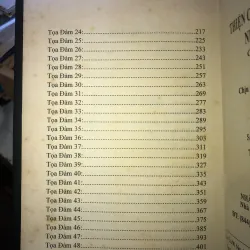 Tọa Đàm 24: 217
Tọa Đàm 25: 225
Tọa Đàm 26: 233
Tọa Đàm 27: 243
Tọa Đàm 28: 251
Tọa Đàm 29: 257
Tọa Đàm 30: 263
Tọa Đàm 31: 269
Tọa Đàm 32:
Tọa Đàm 33: 281
Tọa Đàm 34:
Tọa Đàm 35: 295
Tọa Đàm 36: 303
Tọa Đàm 37: 311
Tọa Đàm 38: 319
Tọa Đàm 39: 327
Tọa Đàm 40: 335
Tọa Đàm 41:
Tọa Đàm 42: 351
Tọa Đàm 43: 359
Tọa Đàm 44: 367
Tọa Đàm 45: 375
Tọa Đàm 46:
Tọa Đàm 47: 393
Tọa Đàm 48: 401